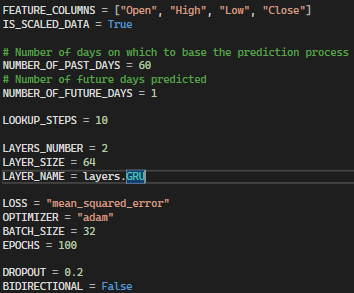 FEATURE_COLUMNS = ["Open", "High", "Low", "Close"]
IS_SCALED_DATA = True
# Number of days on which to base the prediction process
NUMBER_OF_PAST_DAYS = 60
# Number of future days predicted
NUMBER_OF_FUTURE_DAYS = 1
LOOKUP_STEPS = 10
LAYERS_NUMBER = 2
LAYER_SIZE = 64
LAYER_NAME = layers.GRU
LOSS = "mean_squared_error"
OPTIMIZER = "adam"
BATCH_SIZE = 32
EPOCHS = 100
DROPOUT = 0.2
BIDIRECTIONAL = False